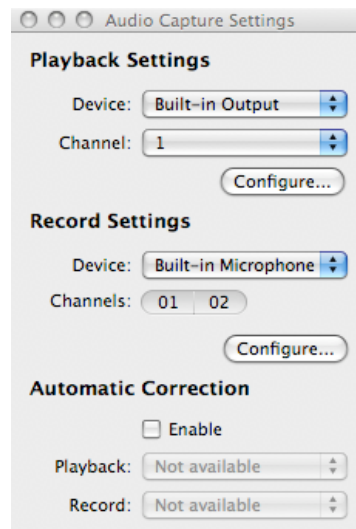 Audio Capture Settings
Playback Settings
Device: Built-in Output
Channel: 1
Configure...
Record Settings
Device: Built-in Microphone
Channels: 01 02
Configure...
Automatic Correction
Enable
Playback: Not available
Record: Not available